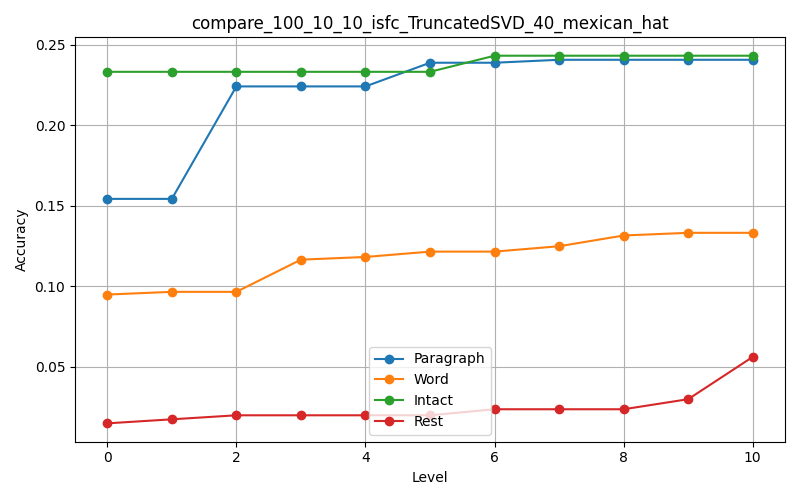 compare_100_10_10_isfc_TruncatedSVD_40_mexican_hat
0.25
0.20
0.15
0.10
0.05
Accuracy
Paragraph
Word
Intact
Rest
0 2 4 6 8 10
Level